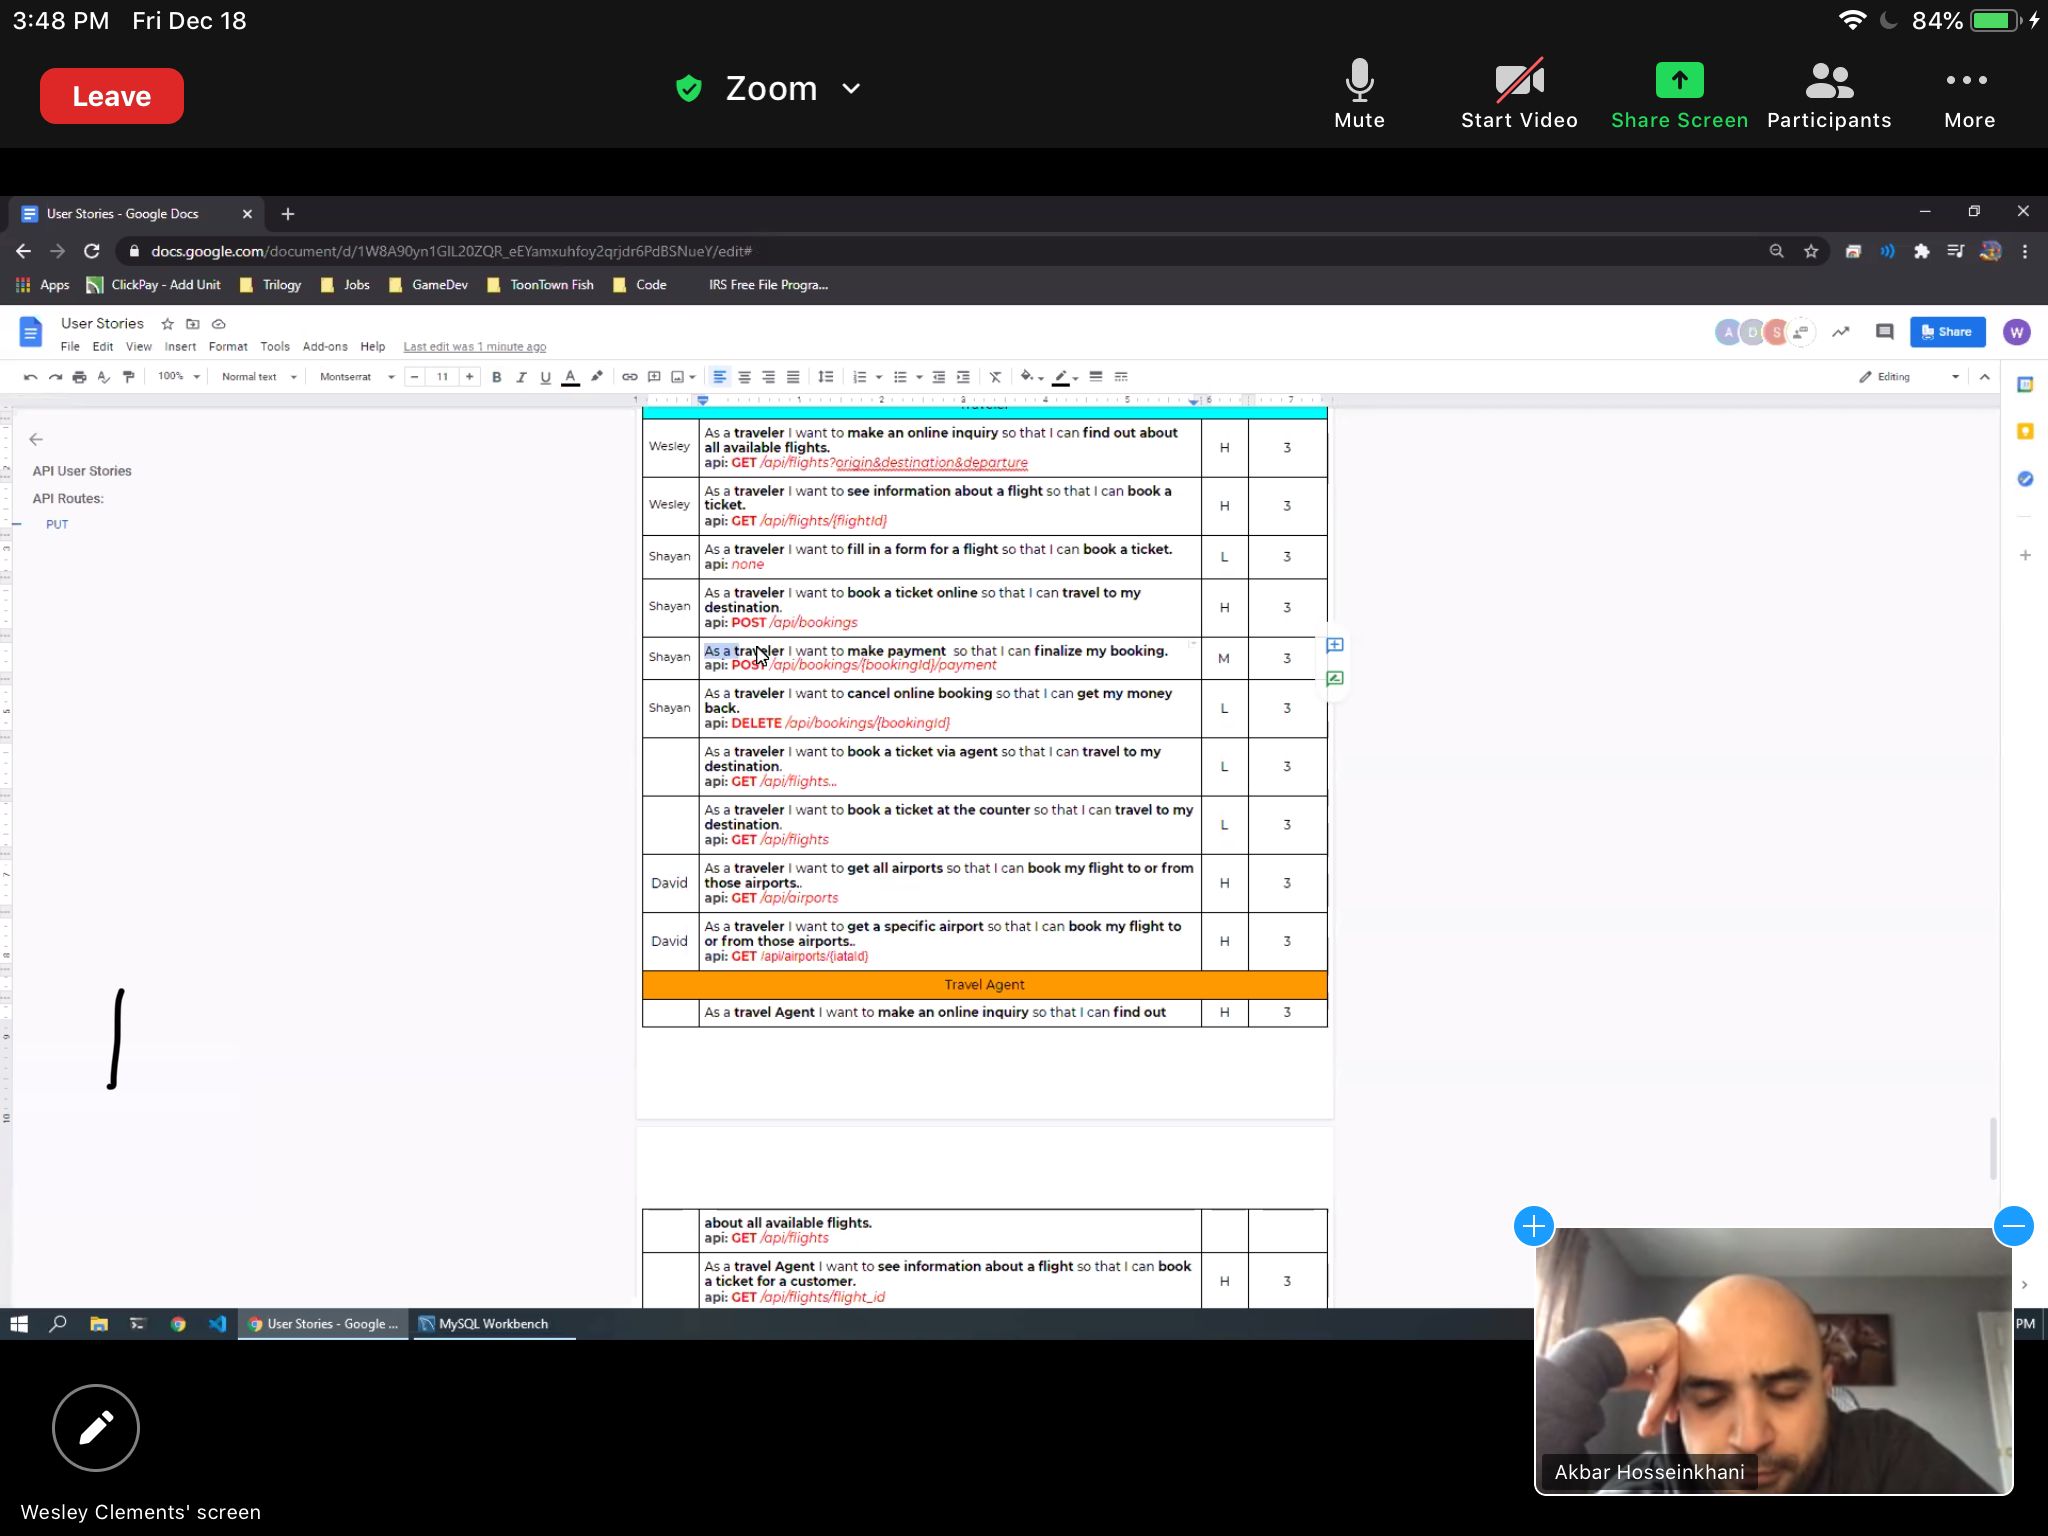 3:48 PM Fri Dec 18
84%
Leave
Zoom
Mute
Start Video
Share Screen
Participants
More
User Stories - Google Docs
docs.google.com/document/d/1W8A90yn1GlL20ZQR_eEYamxuhfoy2qrjdr6PdBSNueY/edit#
Apps
ClickPay - Add Unit
Trilogy
Jobs
GameDev
ToonTown Fish
Code
IRS Free File Progra...
User Stories
File Edit View Insert Format Tools Add-ons Help Last edit was 1 minute ago
A D S
Share
W
100% Normal text Montserrat 11 B I U A Editing
1 1 2 3 4 5 6 7
API User Stories
API Routes:
PUT
Wesley
As a traveler I want to make an online inquiry so that I can find out about
all available flights.
api: GET /api/flights?origin&destination&departure
H 3
Wesley
As a traveler I want to see information about a flight so that I can book a
ticket.
api: GET /api/flights/{flightId}
H 3
Shayan
As a traveler I want to fill in a form for a flight so that I can book a ticket.
api: none
L 3
Shayan
As a traveler I want to book a ticket online so that I can travel to my
destination.
api: POST /api/bookings
H 3
Shayan
As a traveler I want to make payment so that I can finalize my booking.
api: POST /api/bookings/{bookingId}/payment
M 3
Shayan
As a traveler I want to cancel online booking so that I can get my money
back.
api: DELETE /api/bookings/{bookingId}
L 3
As a traveler I want to book a ticket via agent so that I can travel to my
destination.
api: GET /api/flights...
L 3
As a traveler I want to book a ticket at the counter so that I can travel to my
destination.
api: GET /api/flights
L 3
David
As a traveler I want to get all airports so that I can book my flight to or from
those airports..
api: GET /api/airports
H 3
David
As a traveler I want to get a specific airport so that I can book my flight to
or from those airports..
api: GET /api/airports/{iataId}
H 3
Travel Agent
As a travel Agent I want to make an online inquiry so that I can find out
H 3
about all available flights.
api: GET /api/flights
As a travel Agent I want to see information about a flight so that I can book
a ticket for a customer.
api: GET /api/flights/flight_id
H 3
User Stories - Google ...
MySQL Workbench
PM
Akbar Hosseinkhani
Wesley Clements' screen